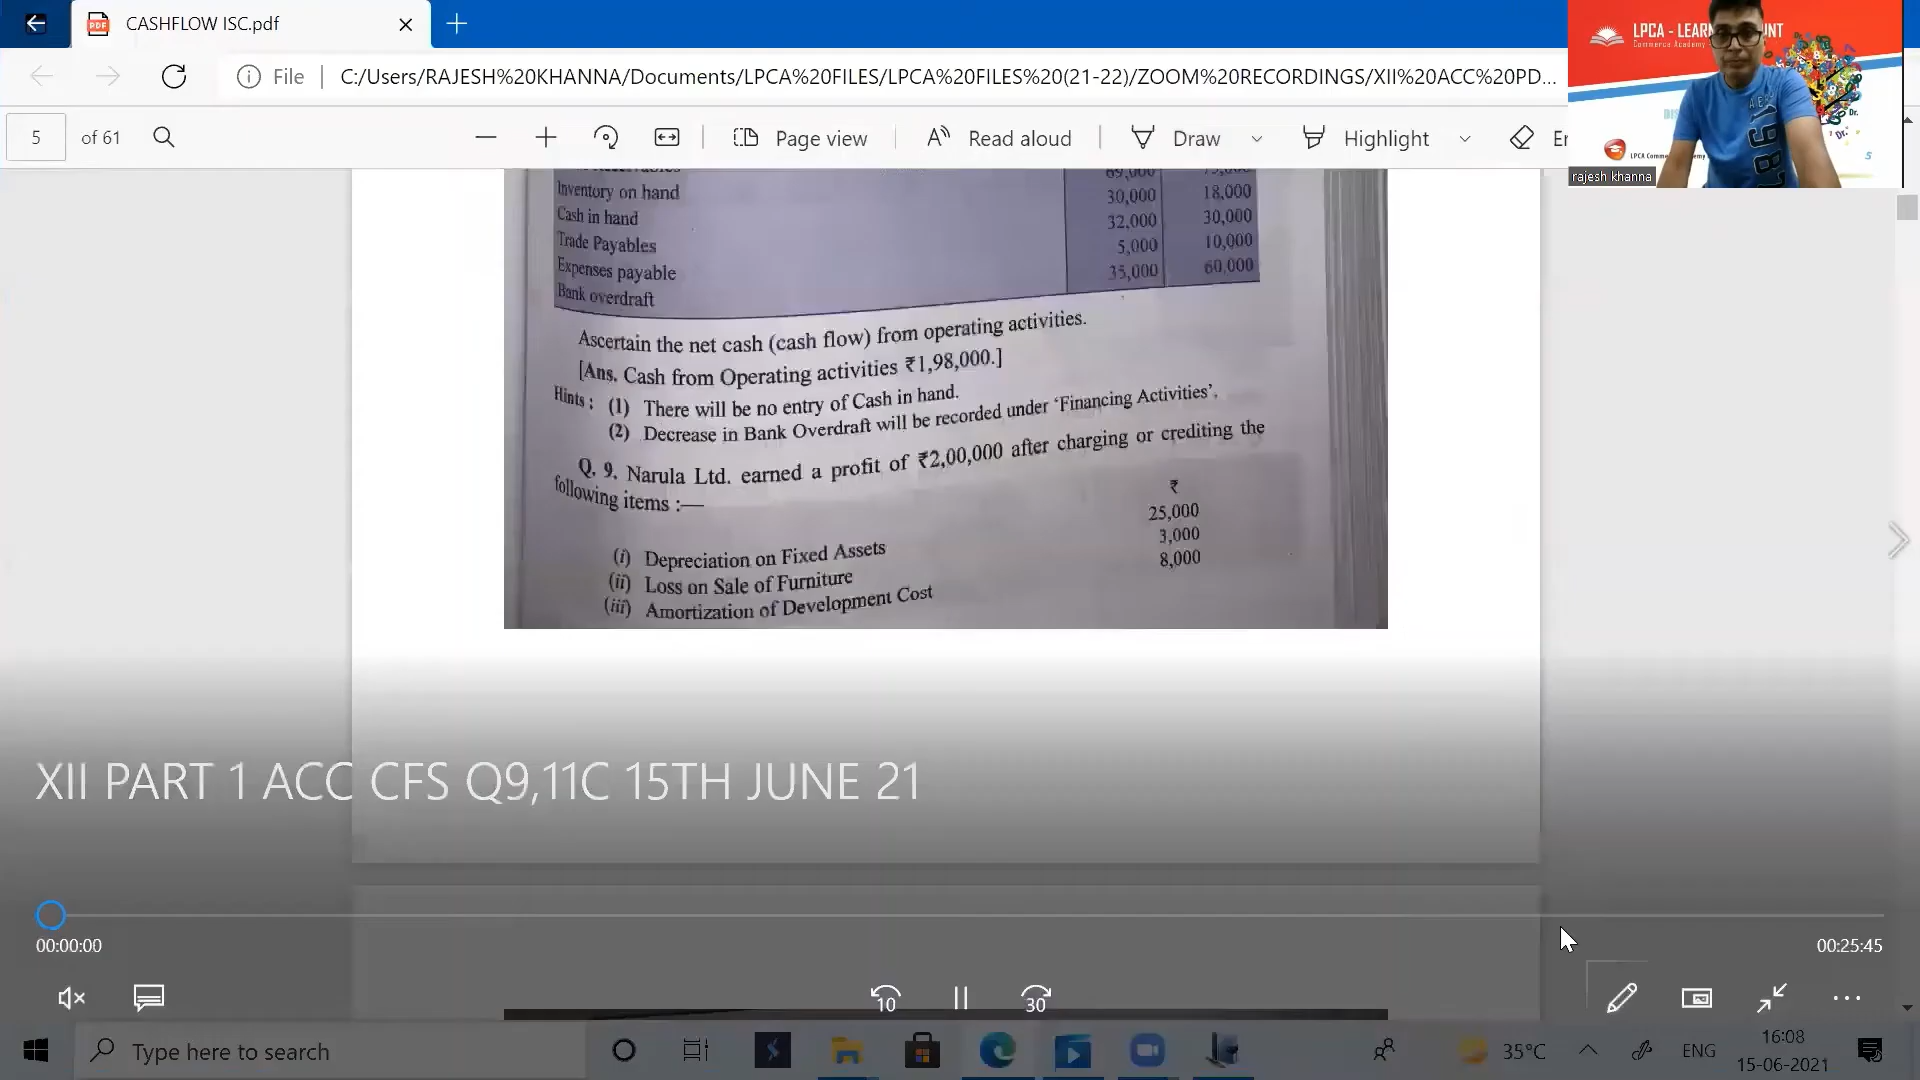 CASHFLOW ISC.pdf
File
C:/Users/RAJESH%20KHANNA/Documents/LPCA%20FILES/LPCA%20FILES%20(21-22)/ZOOM%20RECORDINGS/XII%20ACC%20PD...
5 of 61
Page view
Read aloud
Draw
Highlight
Er
LPCA - LEARN
NT
rajesh khanna
69,000
Inventory on hand 30,000 18,000
Cash in hand 32,000 30,000
Trade Payables 5,000 10,000
Expenses payable 35,000 60,000
Bank overdraft
Ascertain the net cash (cash flow) from operating activities.
[Ans. Cash from Operating activities ₹1,98,000.]
Hints : (1) There will be no entry of Cash in hand.
(2) Decrease in Bank Overdraft will be recorded under ‘Financing Activities’.
Q. 9. Narula Ltd. earned a profit of ₹2,00,000 after charging or crediting the
following items :—
₹
(i) Depreciation on Fixed Assets 25,000
(ii) Loss on Sale of Furniture 3,000
(iii) Amortization of Development Cost 8,000
XII PART 1 ACC CFS Q9,11C 15TH JUNE 21
00:00:00
00:25:45
10
30
Type here to search
35°C
ENG
16:08
15-06-2021